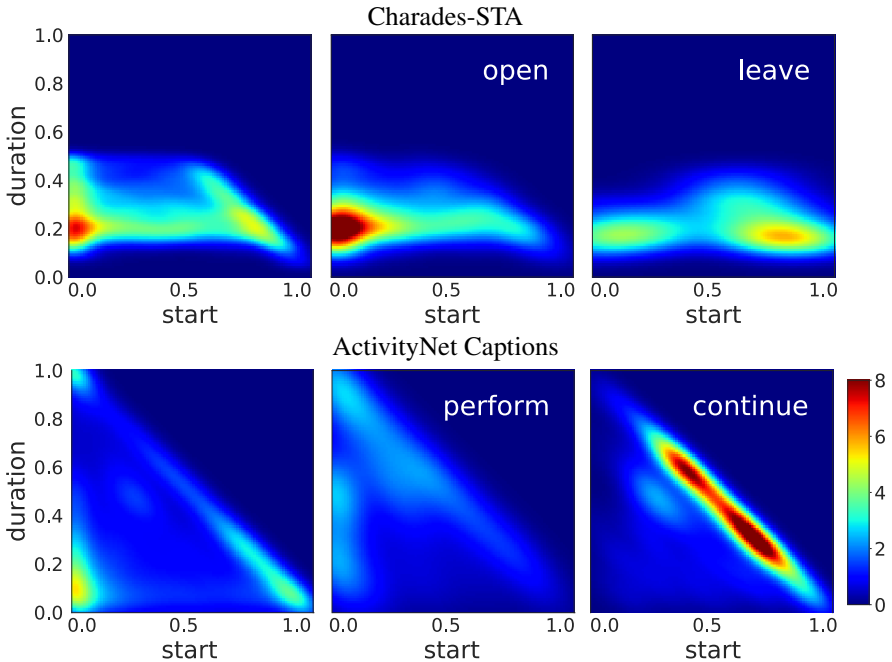 Charades-STA
1.0
0.8
0.6
0.4
0.2
0.0
duration
open
leave
0.0 0.5 1.0
0.0 0.5 1.0
0.0 0.5 1.0
start
start
start
ActivityNet Captions
1.0
0.8
0.6
0.4
0.2
0.0
duration
perform
continue
8
6
4
2
0
0.0 0.5 1.0
0.0 0.5 1.0
0.0 0.5 1.0
start
start
start